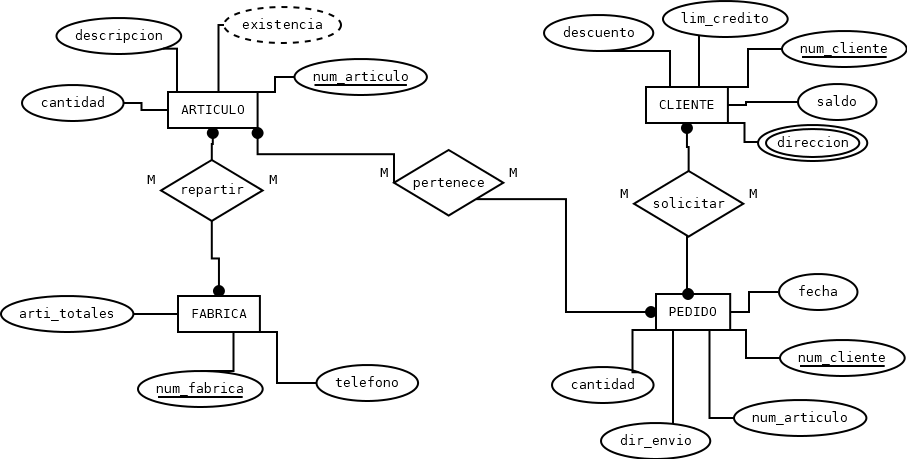 lim_credito
existencia
descuento
descripcion
num_cliente
num_articulo
cantidad
saldo
ARTICULO
CLIENTE
direccion
M
M
repartir
M
M
pertenece
M
M
solicitar
fecha
arti_totales
FABRICA
PEDIDO
num_cliente
telefono
cantidad
num_fabrica
num_articulo
dir_envio